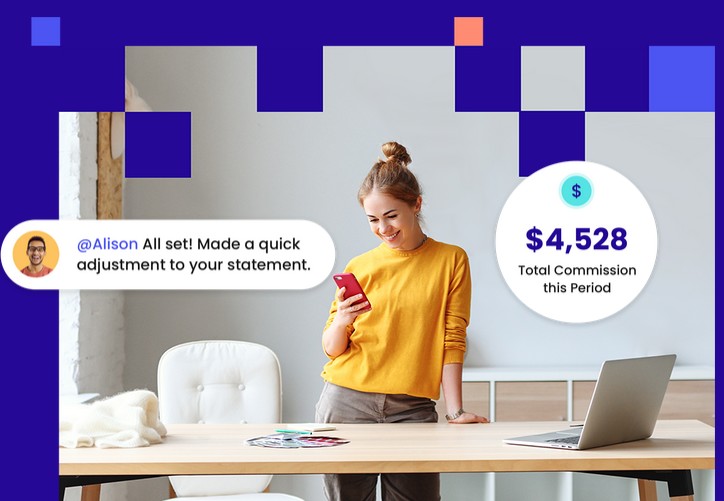 @Alison All set! Made a quick
adjustment to your statement.
$
$4,528
Total Commission
this Period